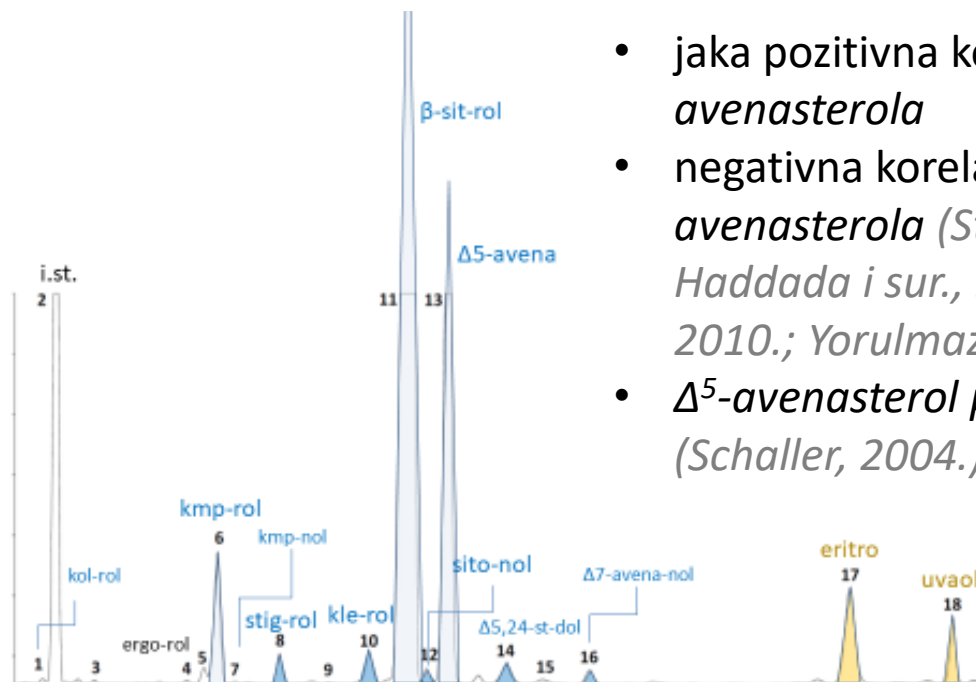 β-sit-rol
Δ5-avena
i.st.
2
11 13
kmp-rol
6
kmp-nol
kol-rol
sito-nol
Δ7-avena-nol
eritro
17
uvaol
18
stig-rol
8
kle-rol
10
Δ5,24-st-dol
14
ergo-rol
1
3
4
5
7
9
12
15
16
• jaka pozitivna
avenasterola
• negativna
avenasterola
Haddada i sur.,
2010.; Yorulmaz
• Δ⁵-avenasterol
(Schaller, 2004.)